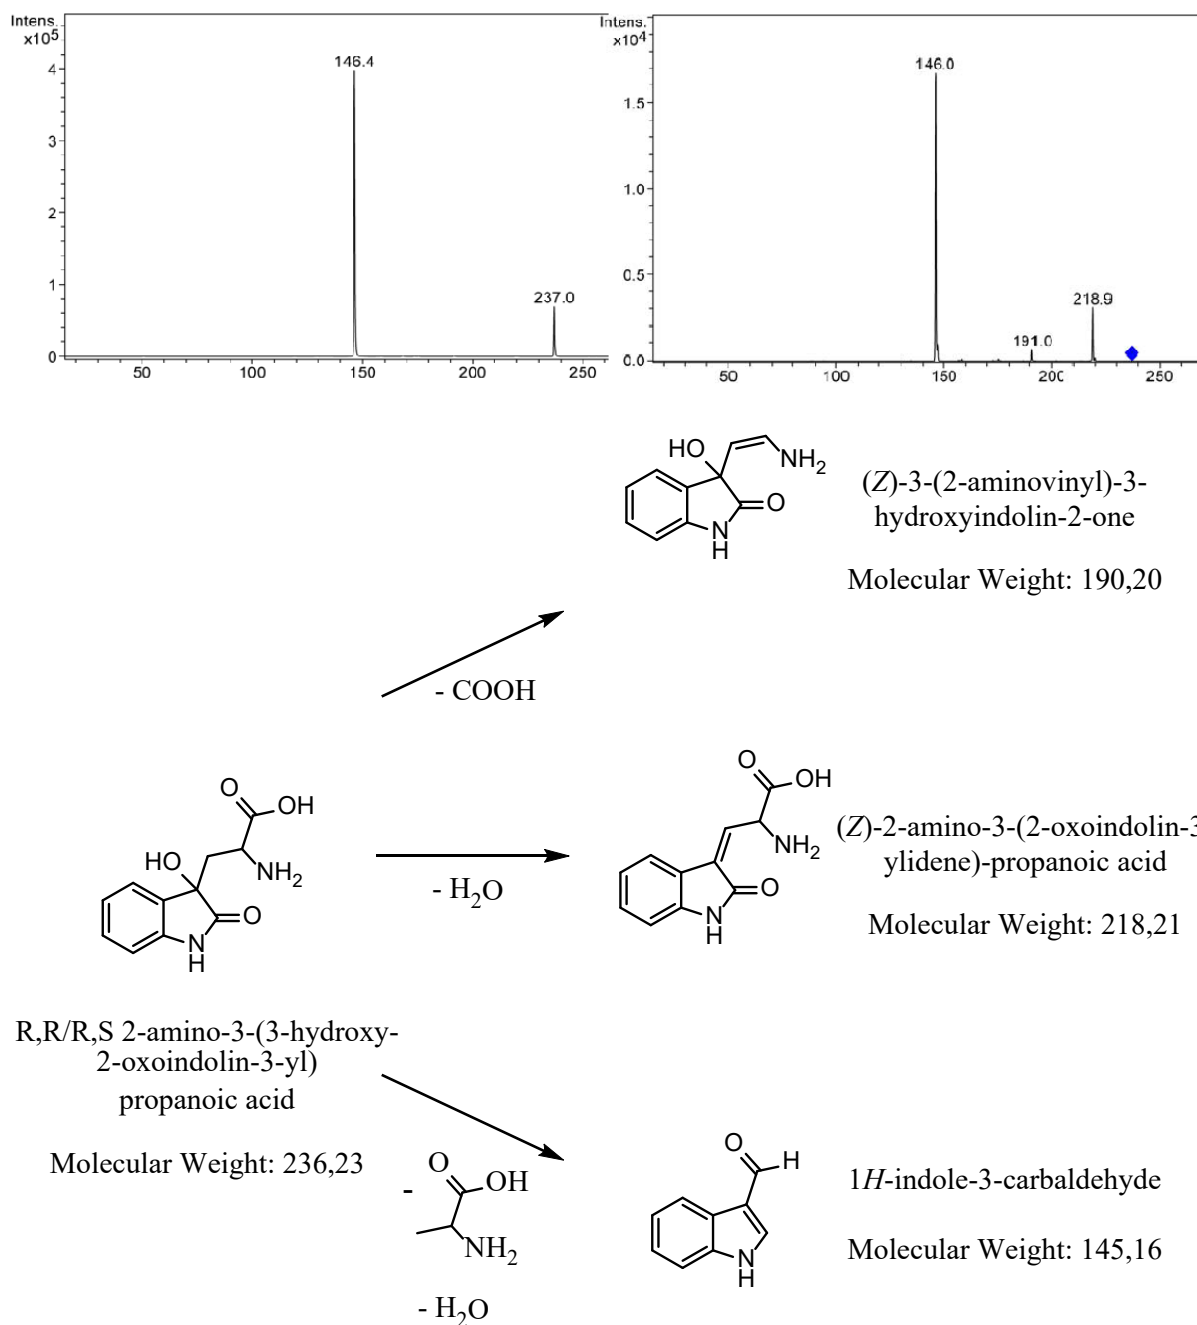 Intens.
x10⁵
4
3
2
1
0
146.4
237.0
50
100
150
200
250
Intens.
x10⁴
1.5
1.0
0.5
0.0
146.0
191.0
218.9
50
100
150
200
250
HO
NH₂
O
N
H
(Z)-3-(2-aminovinyl)-3-
hydroxyindolin-2-one
Molecular Weight: 190,20
- COOH
O
OH
HO
NH₂
O
N
H
- H₂O
O
OH
NH₂
O
N
H
(Z)-2-amino-3-(2-oxoindolin-3
ylidene)-propanoic acid
Molecular Weight: 218,21
R,R/R,S 2-amino-3-(3-hydroxy-
2-oxoindolin-3-yl)
propanoic acid
Molecular Weight: 236,23
-
O
OH
NH₂
- H₂O
O
H
N
H
1H-indole-3-carbaldehyde
Molecular Weight: 145,16